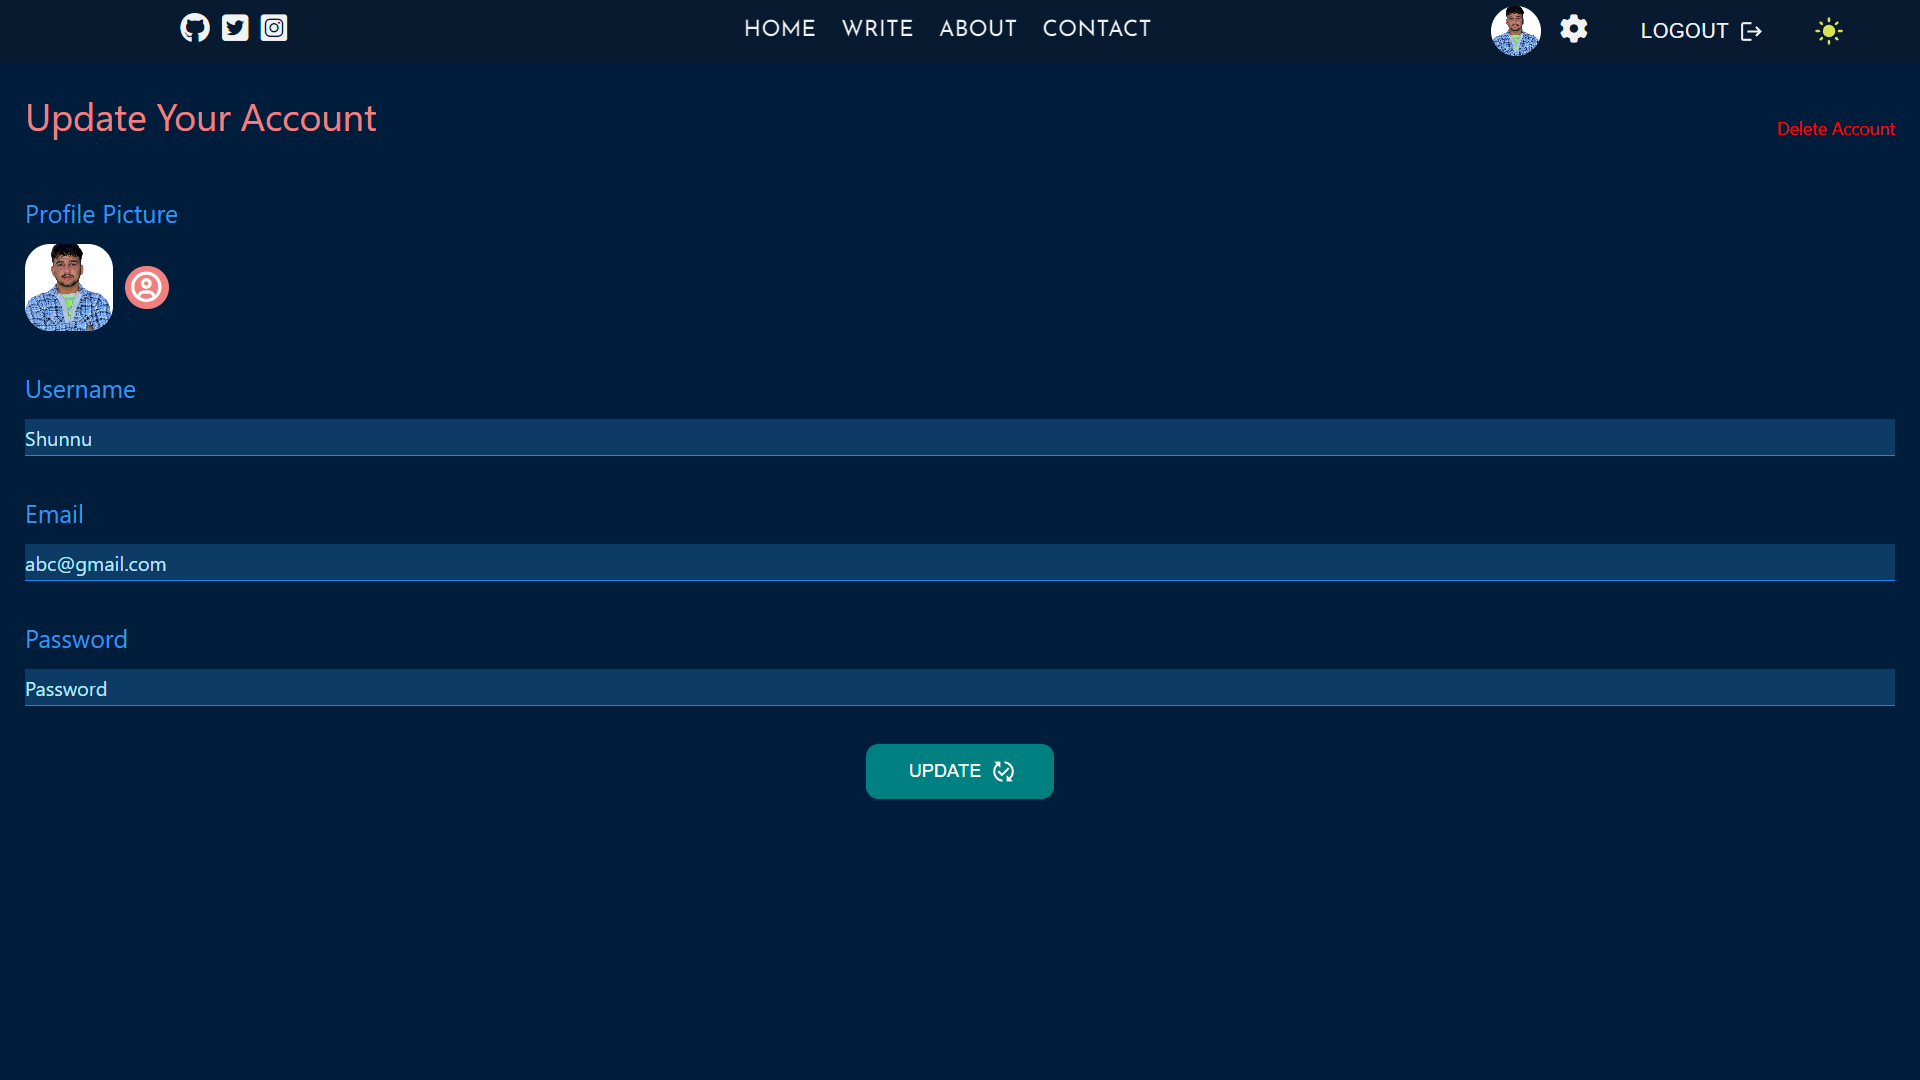 HOME WRITE ABOUT CONTACT LOGOUT
Update Your Account
Delete Account
Profile Picture
Username
Shunnu
Email
abc@gmail.com
Password
Password
UPDATE